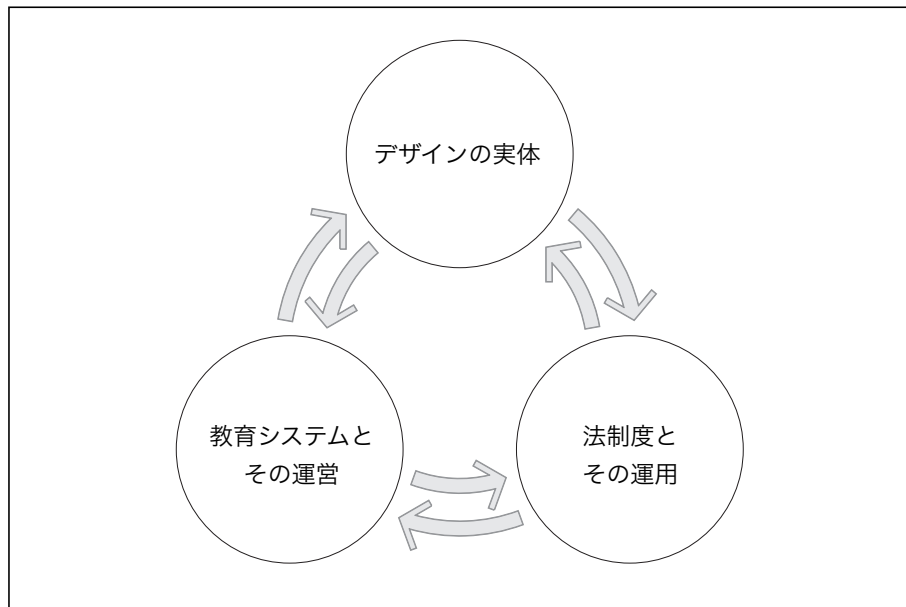 デザインの実体
教育システムと
その運営
法制度と
その運用